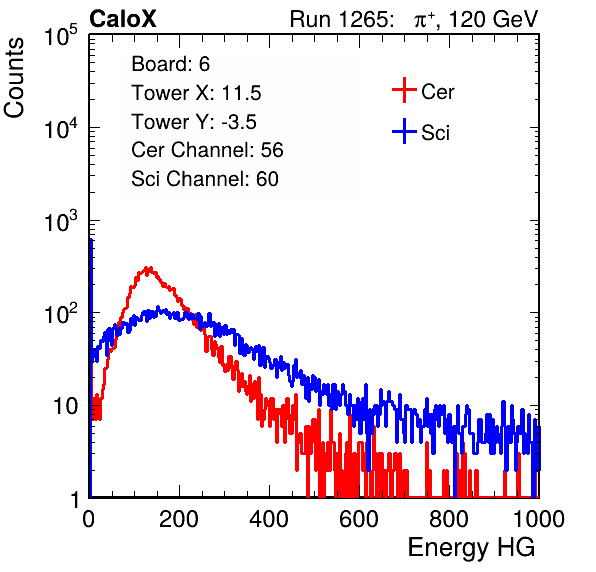 CaloX Run 1265: π⁺, 120 GeV
Counts
10⁵
10⁴
10³
10²
10
1
Board: 6
Tower X: 11.5
Tower Y: -3.5
Cer Channel: 56
Sci Channel: 60
Cer
Sci
0 200 400 600 800 1000
Energy HG